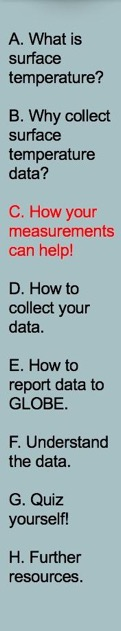 A. What is
surface
temperature?
B. Why collect
surface
temperature
data?
C. How your
measurements
can help!
D. How to
collect your
data.
E. How to
report data to
GLOBE.
F. Understand
the data.
G. Quiz
yourself!
H. Further
resources.